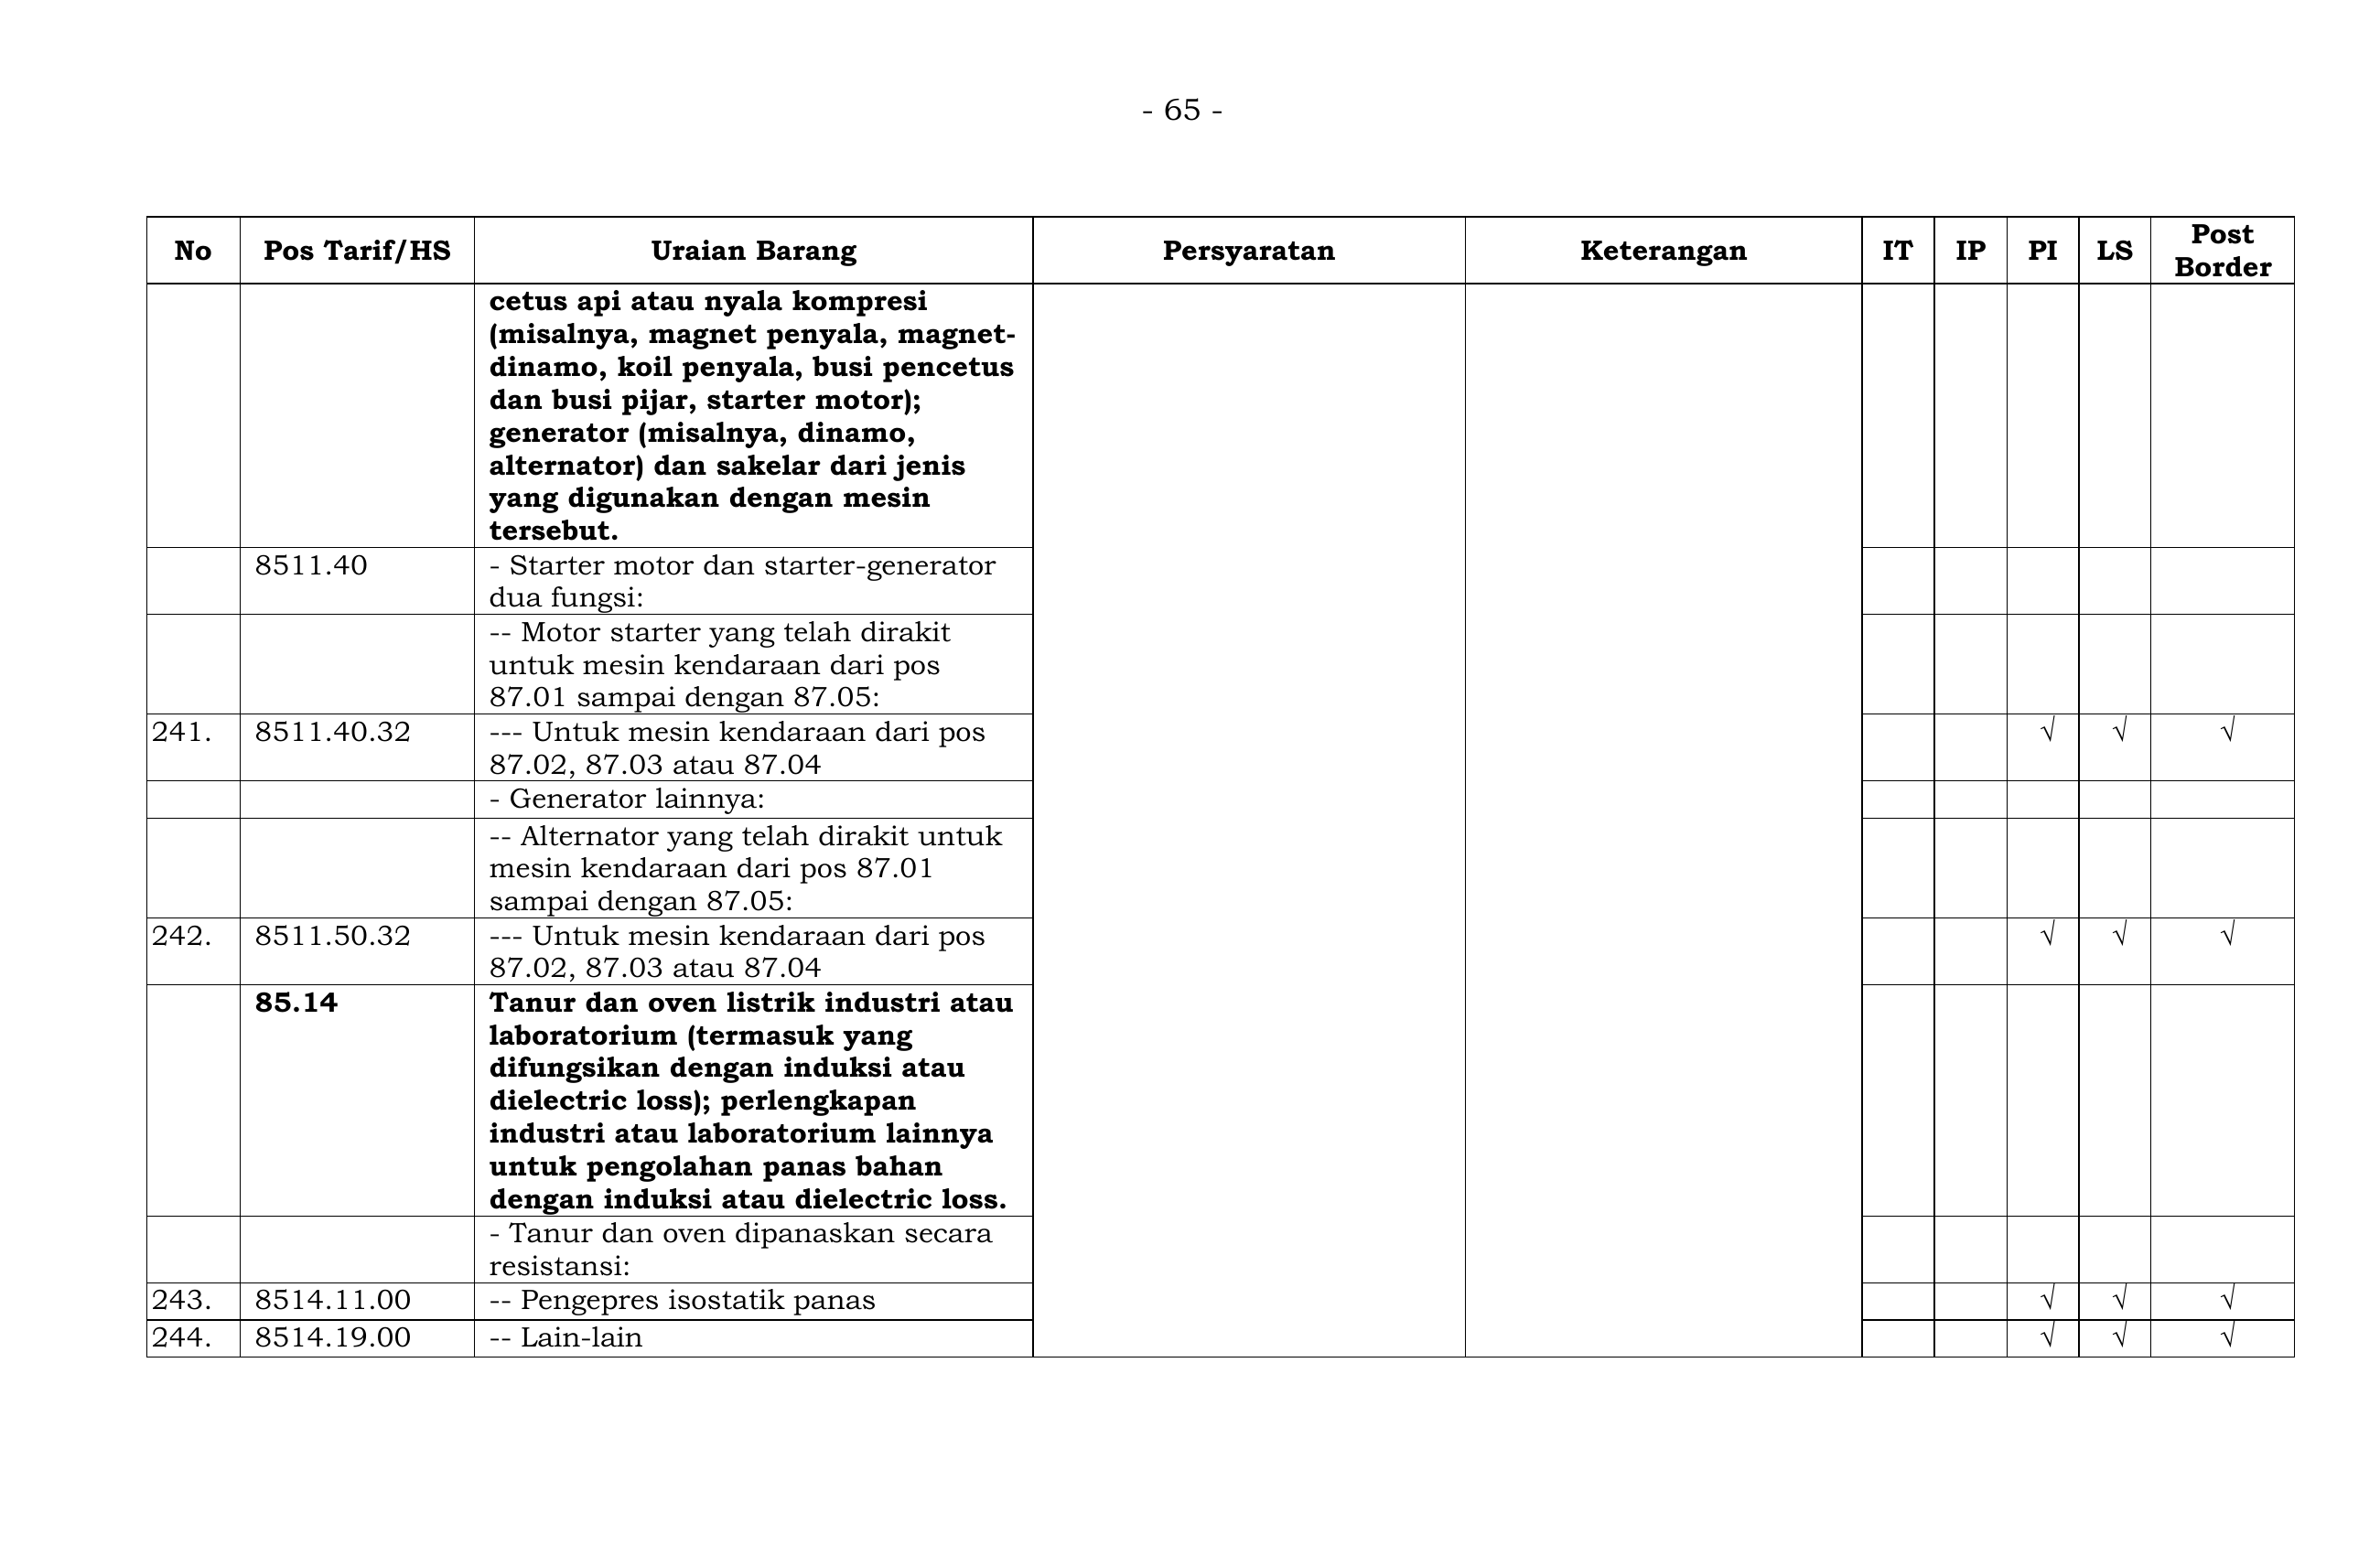 - 65 -
No Pos Tarif/HS Uraian Barang Persyaratan Keterangan IT IP PI LS Post Border
cetus api atau nyala kompresi
(misalnya, magnet penyala, magnet-
dinamo, koil penyala, busi pencetus
dan busi pijar, starter motor);
generator (misalnya, dinamo,
alternator) dan sakelar dari jenis
yang digunakan dengan mesin
tersebut.
8511.40 - Starter motor dan starter-generator
dua fungsi:
-- Motor starter yang telah dirakit
untuk mesin kendaraan dari pos
87.01 sampai dengan 87.05:
241. 8511.40.32 --- Untuk mesin kendaraan dari pos √ √ √
87.02, 87.03 atau 87.04
- Generator lainnya:
-- Alternator yang telah dirakit untuk
mesin kendaraan dari pos 87.01
sampai dengan 87.05:
242. 8511.50.32 --- Untuk mesin kendaraan dari pos √ √ √
87.02, 87.03 atau 87.04
85.14 Tanur dan oven listrik industri atau
laboratorium (termasuk yang
difungsikan dengan induksi atau
dielectric loss); perlengkapan
industri atau laboratorium lainnya
untuk pengolahan panas bahan
dengan induksi atau dielectric loss.
- Tanur dan oven dipanaskan secara
resistansi:
243. 8514.11.00 -- Pengepres isostatik panas √ √ √
244. 8514.19.00 -- Lain-lain √ √ √